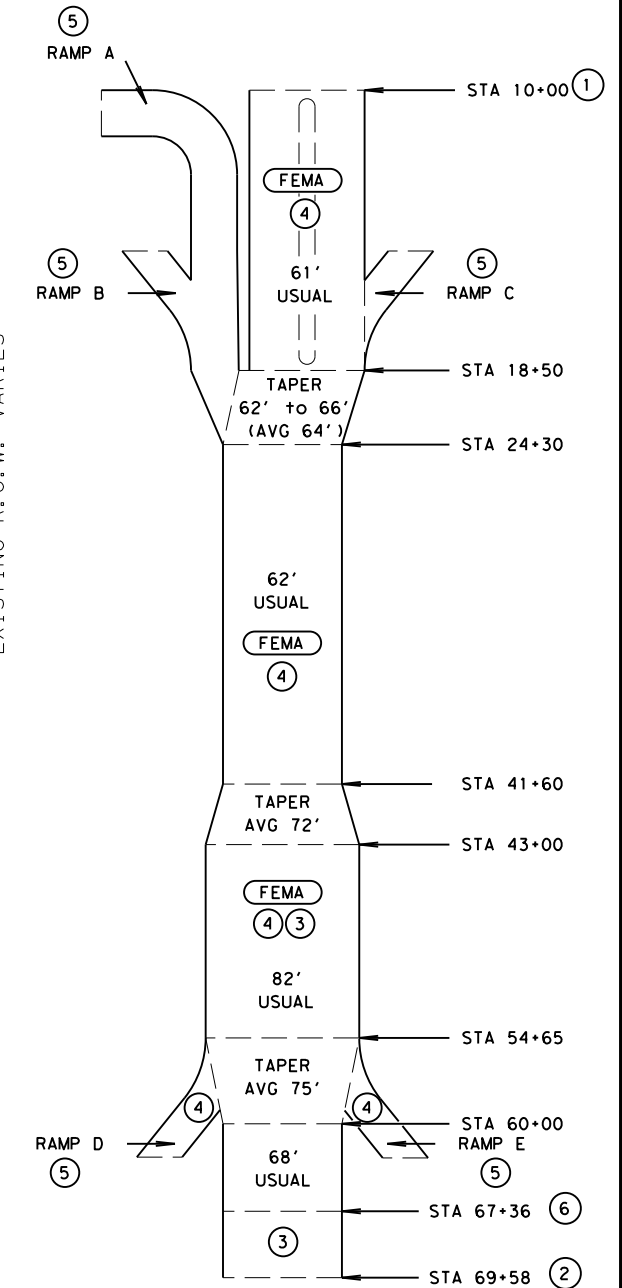 5
RAMP A
STA 10+00 1
FEMA
4
5
RAMP B
61'
USUAL
5
RAMP C
STA 18+50
TAPER
62' to 66'
(AVG 64')
STA 24+30
62'
USUAL
FEMA
4
STA 41+60
TAPER
AVG 72'
STA 43+00
FEMA
4 3
82'
USUAL
STA 54+65
TAPER
AVG 75'
4
4
STA 60+00
RAMP D
5
RAMP E
5
68'
USUAL
STA 67+36 6
3
STA 69+58 2
EXISTING R.O.W. VARIES